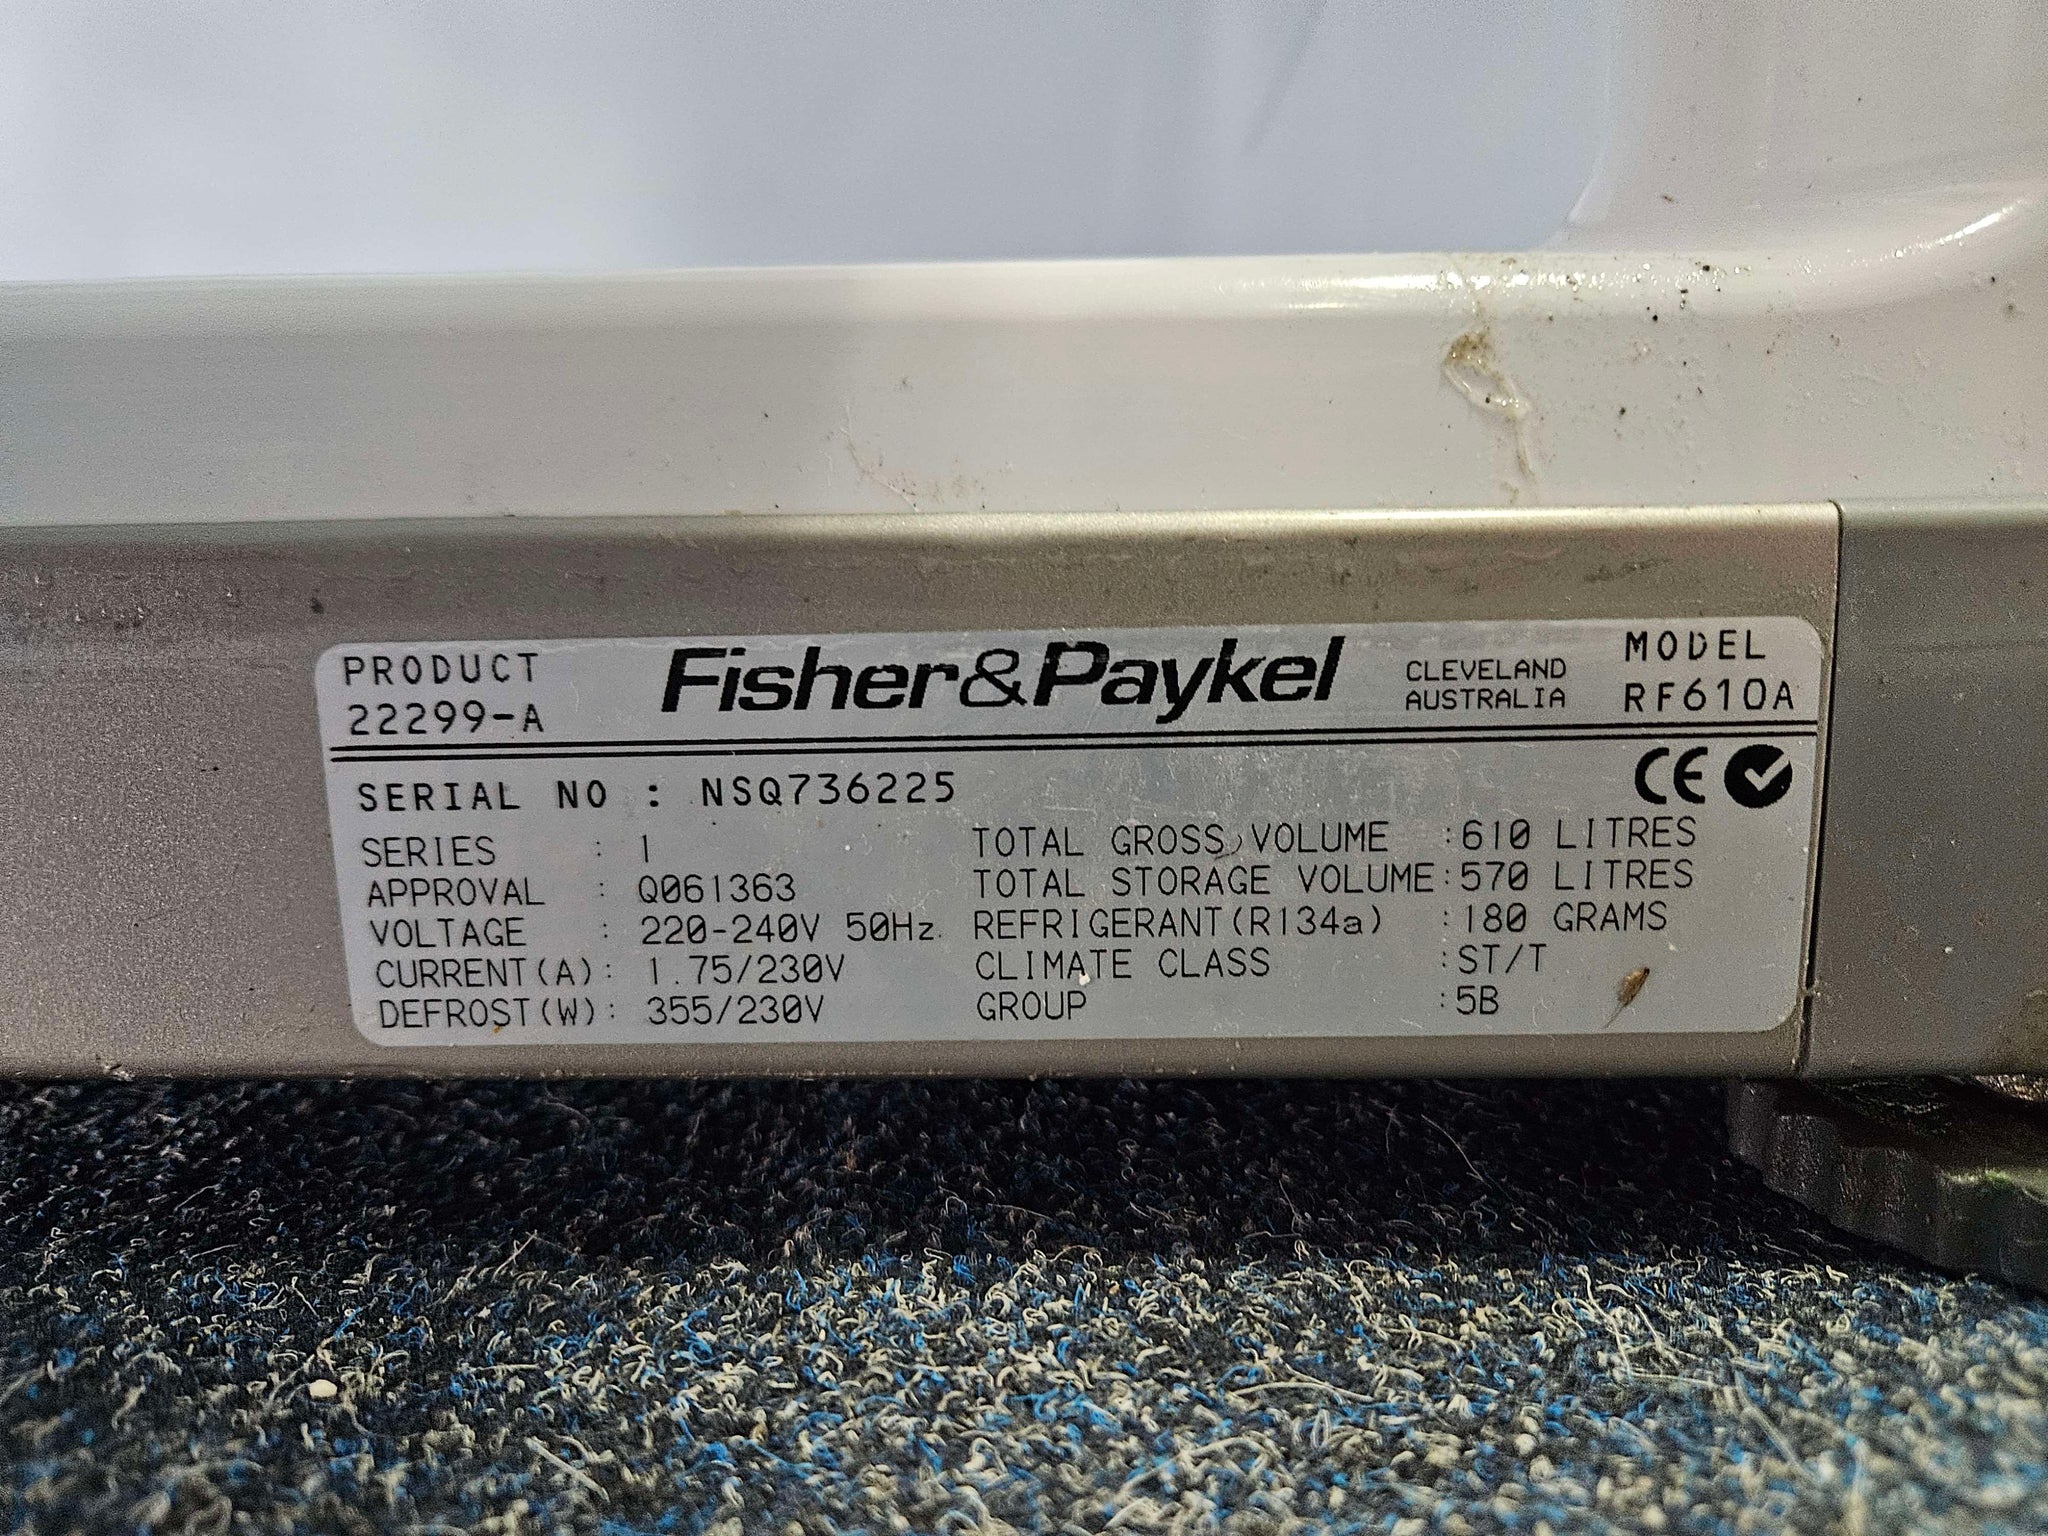 PRODUCT
22299-A
Fisher&Paykel
CLEVELAND
AUSTRALIA
MODEL
RF610A
CE
SERIAL NO : NSQ736225
SERIES : 1
APPROVAL : Q061363
VOLTAGE : 220-240V 50Hz
CURRENT(A): 1.75/230V
DEFROST(W): 355/230V
TOTAL GROSS VOLUME :610 LITRES
TOTAL STORAGE VOLUME:570 LITRES
REFRIGERANT(R134a) :180 GRAMS
CLIMATE CLASS :ST/T
GROUP :5B